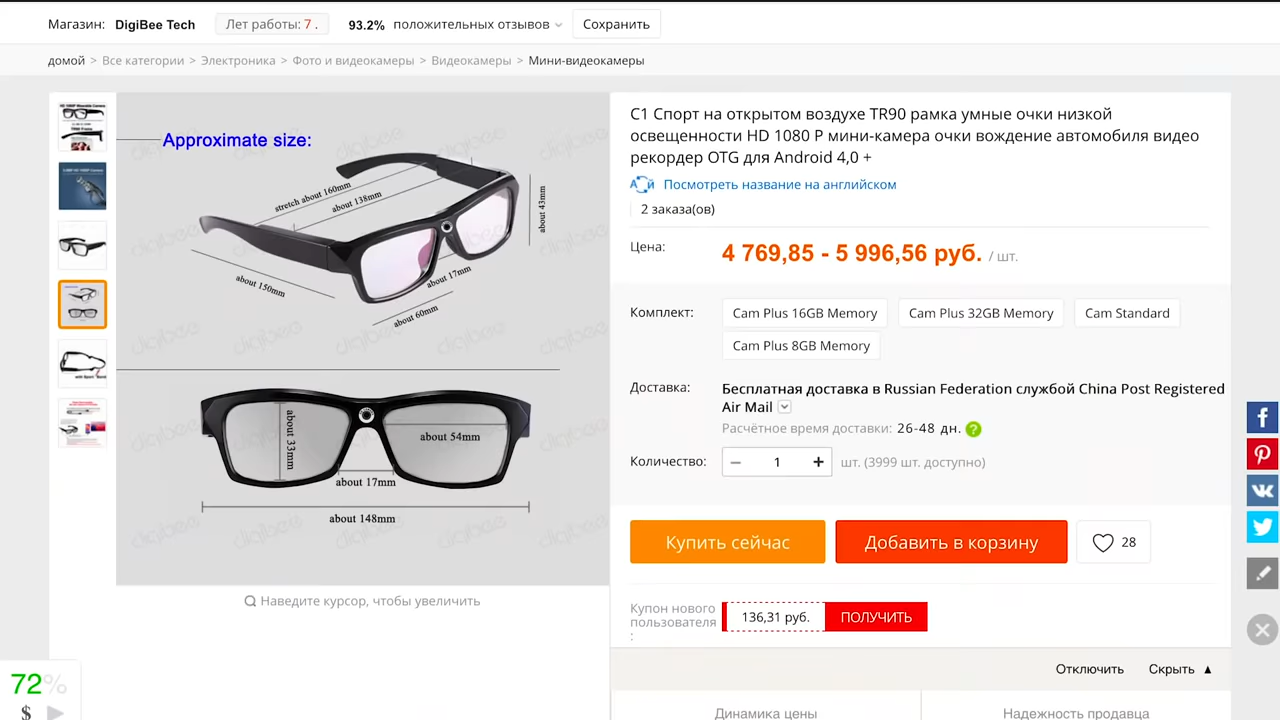 Магазин: DigiBee Tech Лет работы: 7 . 93.2% положительных отзывов Сохранить
домой > Все категории > Электроника > Фото и видеокамеры > Видеокамеры > Мини-видеокамеры
Approximate size:
stretch about 160mm
about 138mm
about 43mm
about 150mm
about 17mm
about 60mm
about 33mm
about 54mm
about 17mm
about 148mm
digibee
Наведите курсор, чтобы увеличить
C1 Спорт на открытом воздухе TR90 рамка умные очки низкой
освещенности HD 1080 P мини-камера очки вождение автомобиля видео
рекордер OTG для Android 4,0 +
Посмотреть название на английском
2 заказа(ов)
Цена: 4 769,85 - 5 996,56 руб. / шт.
Комплект: Cam Plus 16GB Memory Cam Plus 32GB Memory Cam Standard
Cam Plus 8GB Memory
Доставка: Бесплатная доставка в Russian Federation службой China Post Registered
Air Mail
Расчётное время доставки: 26-48 дн. ?
Количество: − 1 + шт. (3999 шт. доступно)
Купить сейчас Добавить в корзину 28
Купон нового
пользователя
:
136,31 руб. ПОЛУЧИТЬ
Отключить Скрыть ▲
Динамика цены Надежность продавца
72%
$